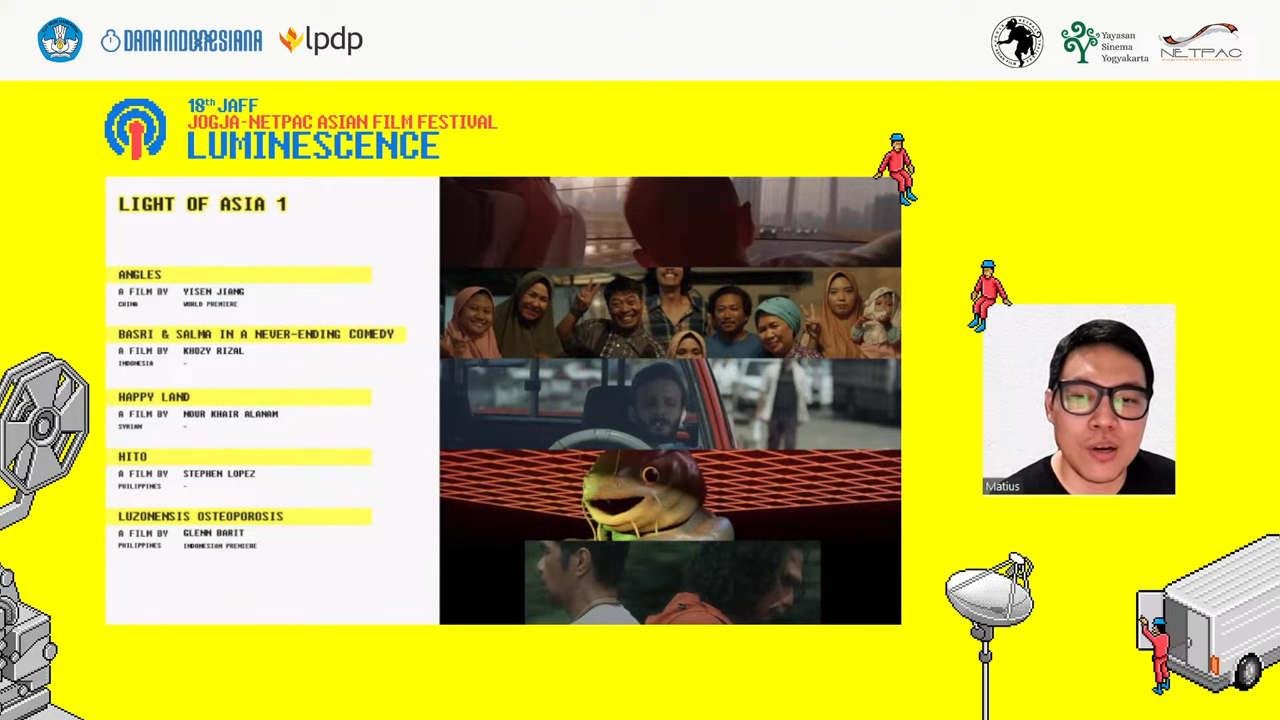 DANA INDONESIANA
lpdp
Yayasan
Sinema
Yogyakarta
NETPAC
18th JAFF
JOGJA-NETPAC ASIAN FILM FESTIVAL
LUMINESCENCE
LIGHT OF ASIA 1
ANGLES
A FILM BY YISEN JIANG
CHINA WORLD PREMIERE
BASRI & SALMA IN A NEVER-ENDING COMEDY
A FILM BY KHOZY RIZAL
INDONESIA -
HAPPY LAND
A FILM BY NOUR KHAIR ALANAM
SYRIAN -
HITO
A FILM BY STEPHEN LOPEZ
PHILIPPINES -
LUZONENSIS OSTEOPOROSIS
A FILM BY GLENN BARIT
PHILIPPINES INDONESIAN PREMIERE
Matius